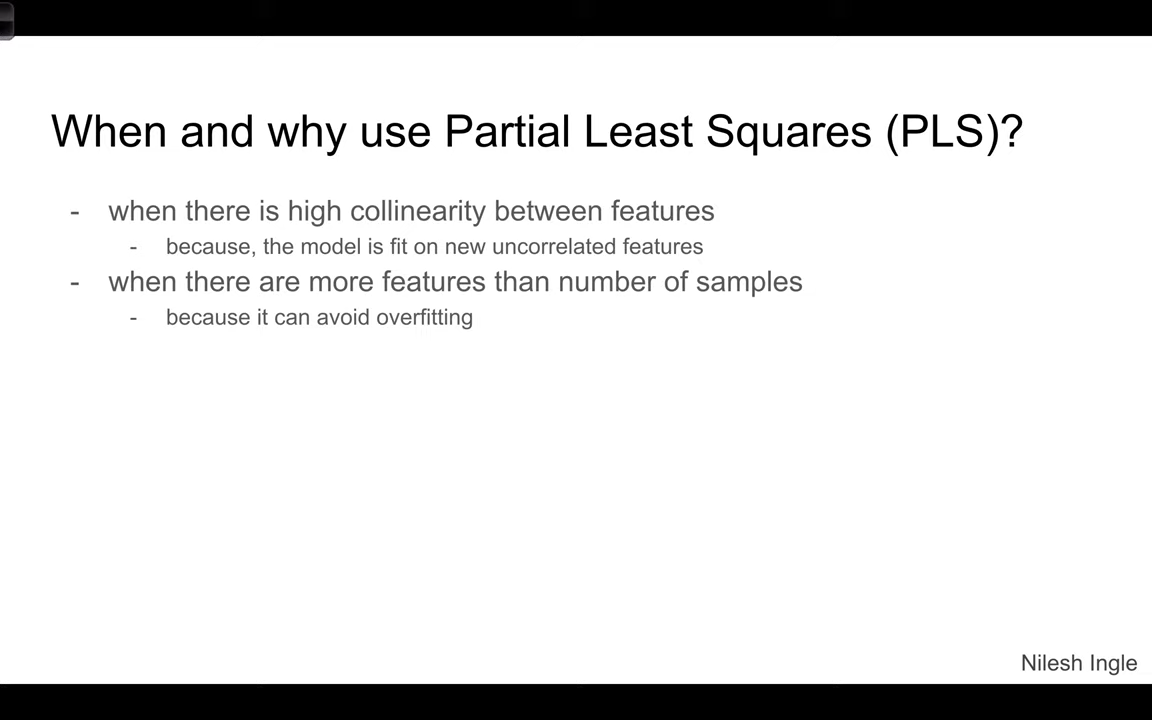 When and why use Partial Least Squares (PLS)?
- when there is high collinearity between features
- because, the model is fit on new uncorrelated features
- when there are more features than number of samples
- because it can avoid overfitting
Nilesh Ingle